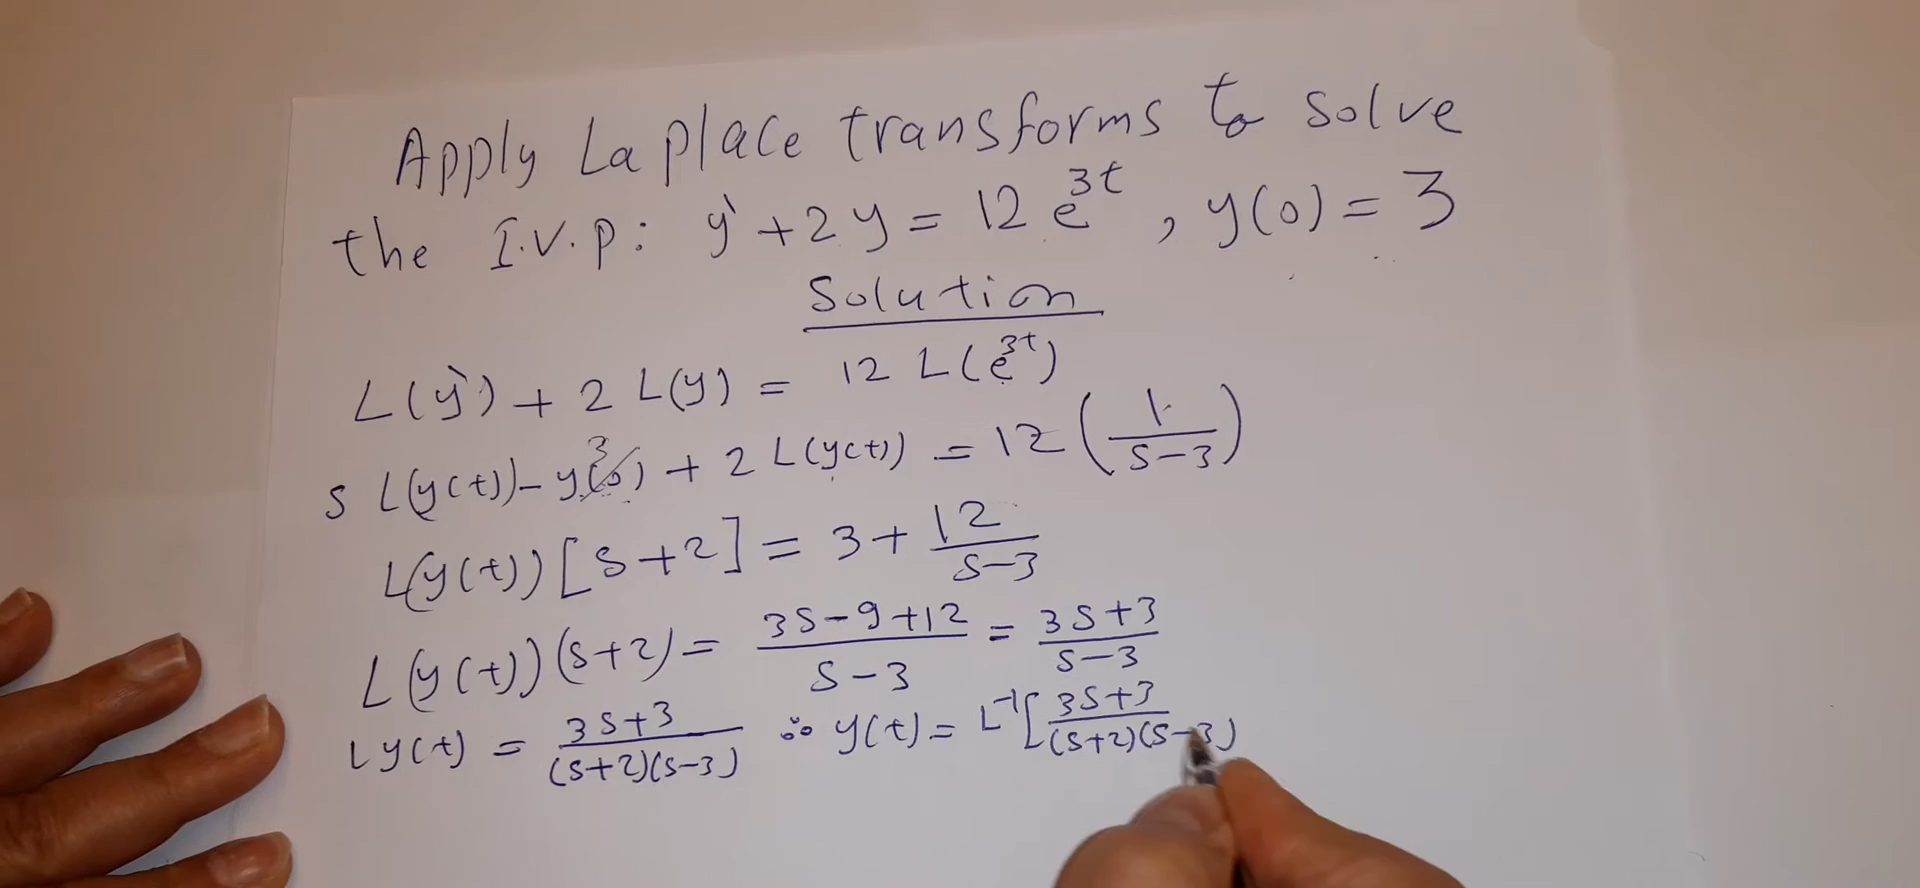 Apply Laplace transforms to solve
the I.V.p: y' + 2y = 12 e^3t , y(0) = 3
Solution
L(y') + 2 L(y) = 12 L(e^3t)
S L(y(t)) - y(0) 3 + 2 L(y(t)) = 12 (1/(S-3))
L(y(t)) [S+2] = 3 + 12/(S-3)
L(y(t)) (S+2) = (3S-9+12)/(S-3) = (3S+3)/(S-3)
L y(t) = (3S+3)/((S+2)(S-3)) ∴ y(t) = L^-1 [(3S+3)/((S+2)(S-3))